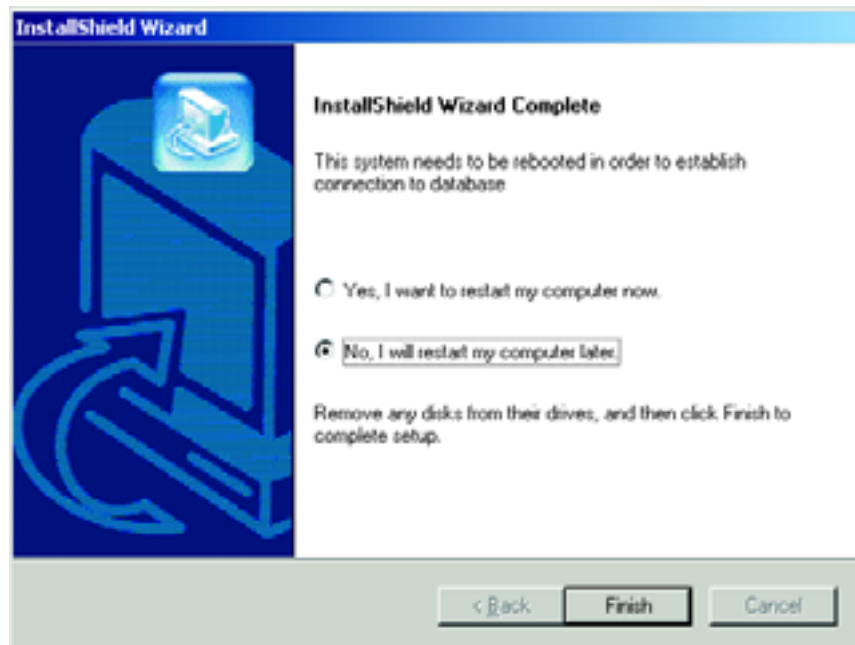 InstallShield Wizard
InstallShield Wizard Complete
This system needs to be rebooted in order to establish
connection to database
Yes, I want to restart my computer now.
No, I will restart my computer later.
Remove any disks from their drives, and then click Finish to
complete setup.
< Back
Finish
Cancel